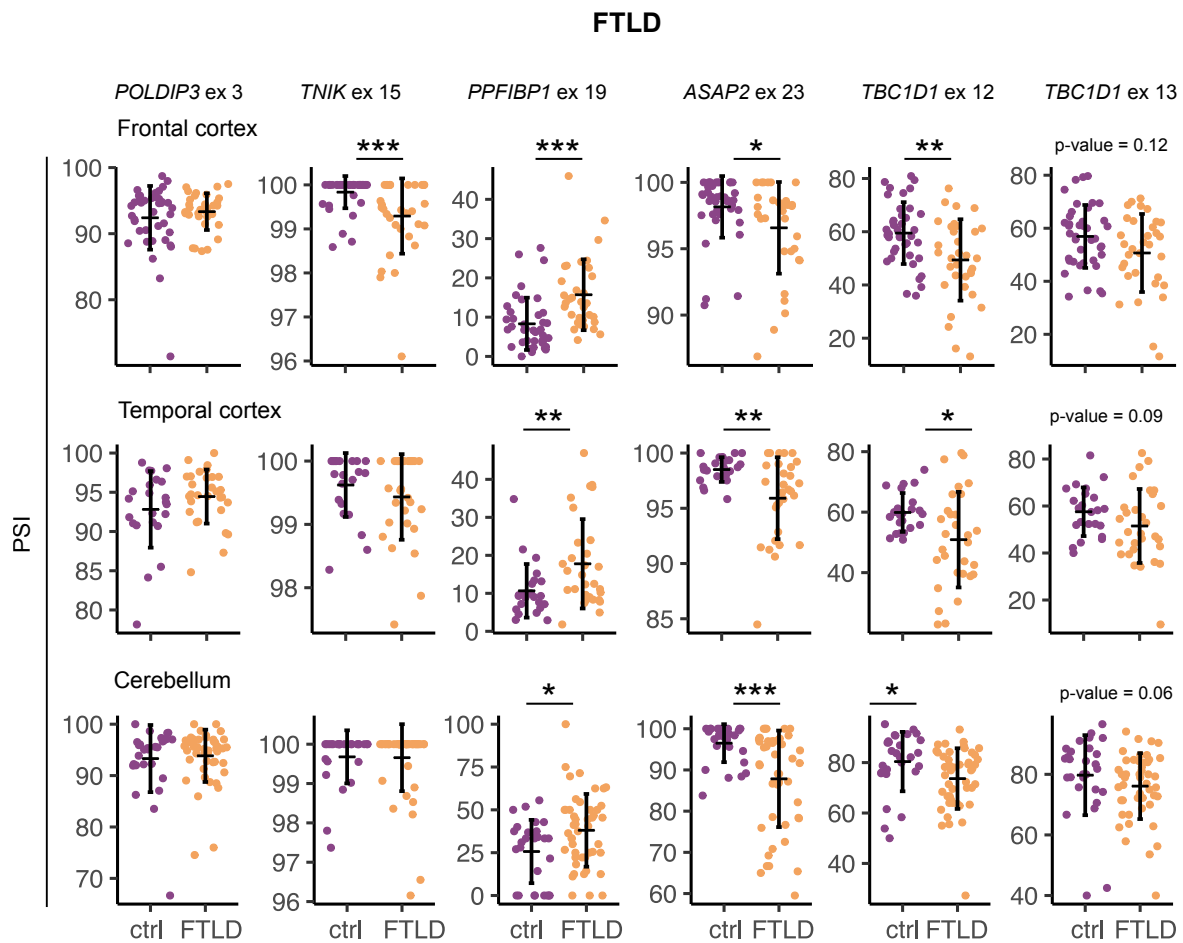 FTLD
POLDIP3 ex 3 TNIK ex 15 PPFIBP1 ex 19 ASAP2 ex 23 TBC1D1 ex 12 TBC1D1 ex 13
Frontal cortex
*** *** * ** p-value = 0.12
100 90 80
100 99 98 97 96
50 40 30 20 10 0
100 95 90
80 60 40 20
80 60 40 20
Temporal cortex
** ** * p-value = 0.09
100 95 90 85 80
100 99 98
40 30 20 10 0
100 95 90 85
80 60 40
80 60 40 20
PSI
Cerebellum
* *** * p-value = 0.06
100 90 80 70
100 99 98 97 96
100 75 50 25 0
100 90 80 70 60
100 80 60 40
80 60 40
ctrl FTLD ctrl FTLD ctrl FTLD ctrl FTLD ctrl FTLD ctrl FTLD